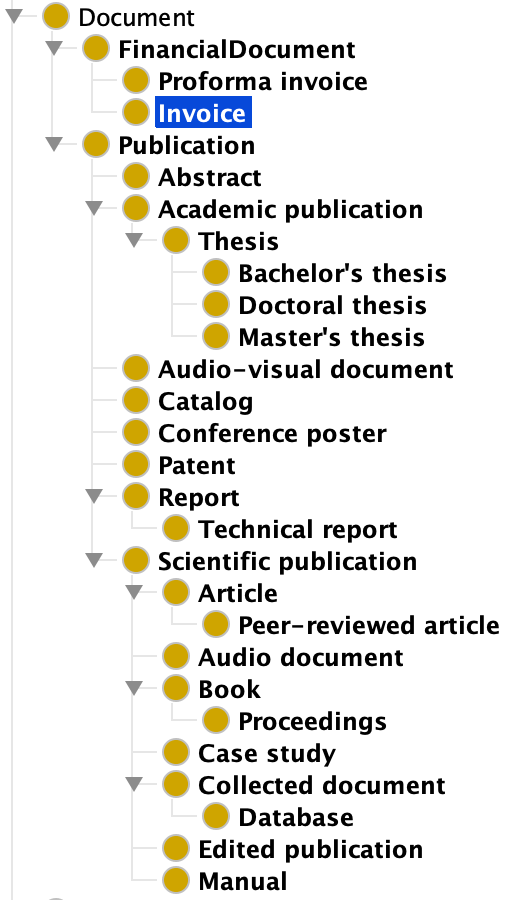 Document
FinancialDocument
Proforma invoice
Invoice
Publication
Abstract
Academic publication
Thesis
Bachelor's thesis
Doctoral thesis
Master's thesis
Audio-visual document
Catalog
Conference poster
Patent
Report
Technical report
Scientific publication
Article
Peer-reviewed article
Audio document
Book
Proceedings
Case study
Collected document
Database
Edited publication
Manual